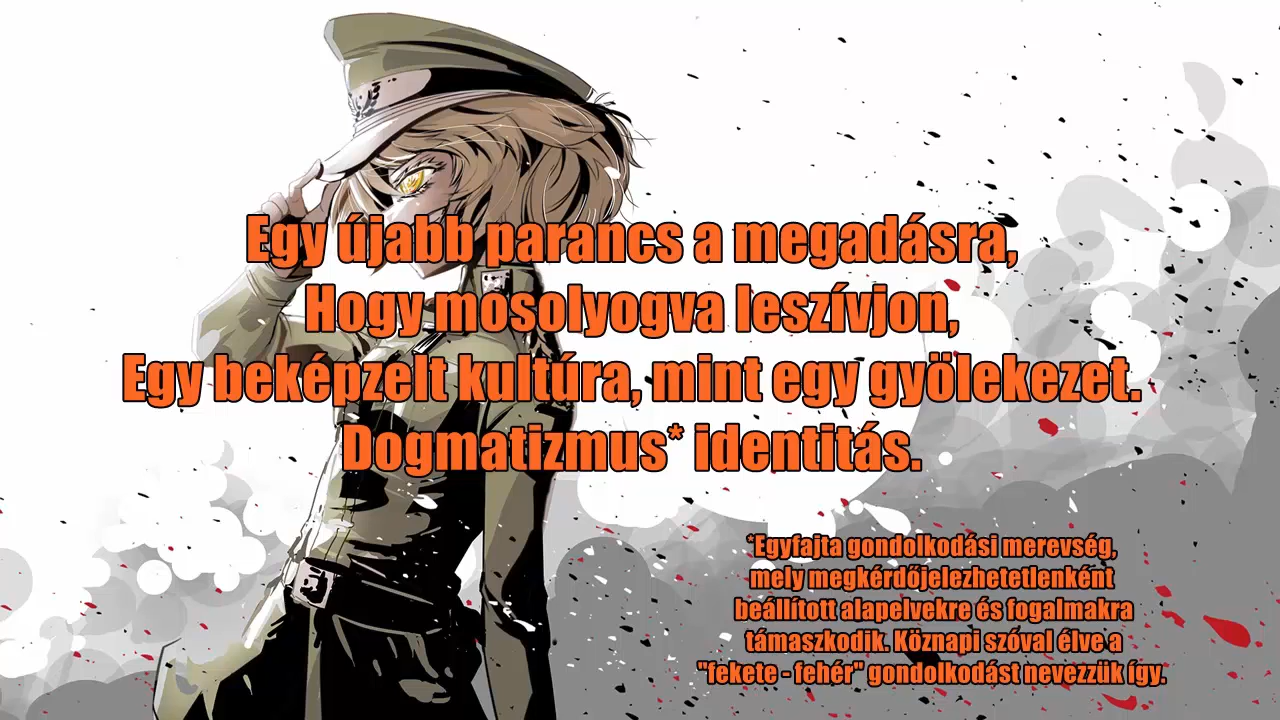 Egy újabb parancs a megadásra,
Hogy mosolyogva leszívjon,
Egy beképzelt kultúra, mint egy gyölekezet.
Dogmatizmus* identitás.
*Egyfajta gondolkodási merevség,
mely megkérdőjelezhetetlenként
beállított alapelvekre és fogalmakra
támaszkodik. Köznapi szóval élve a
"fekete - fehér" gondolkodást nevezzük így.